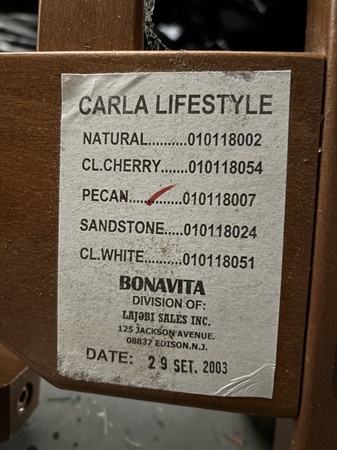 CARLA LIFESTYLE
NATURAL..........010118002
CL.CHERRY.......010118054
PECAN..............010118007
SANDSTONE.....010118024
CL.WHITE..........010118051
BONAVITA
DIVISION OF:
LAJOBI SALES INC.
125 JACKSON AVENUE.
08837 EDISON.N.J.
DATE: 29 SET. 2003